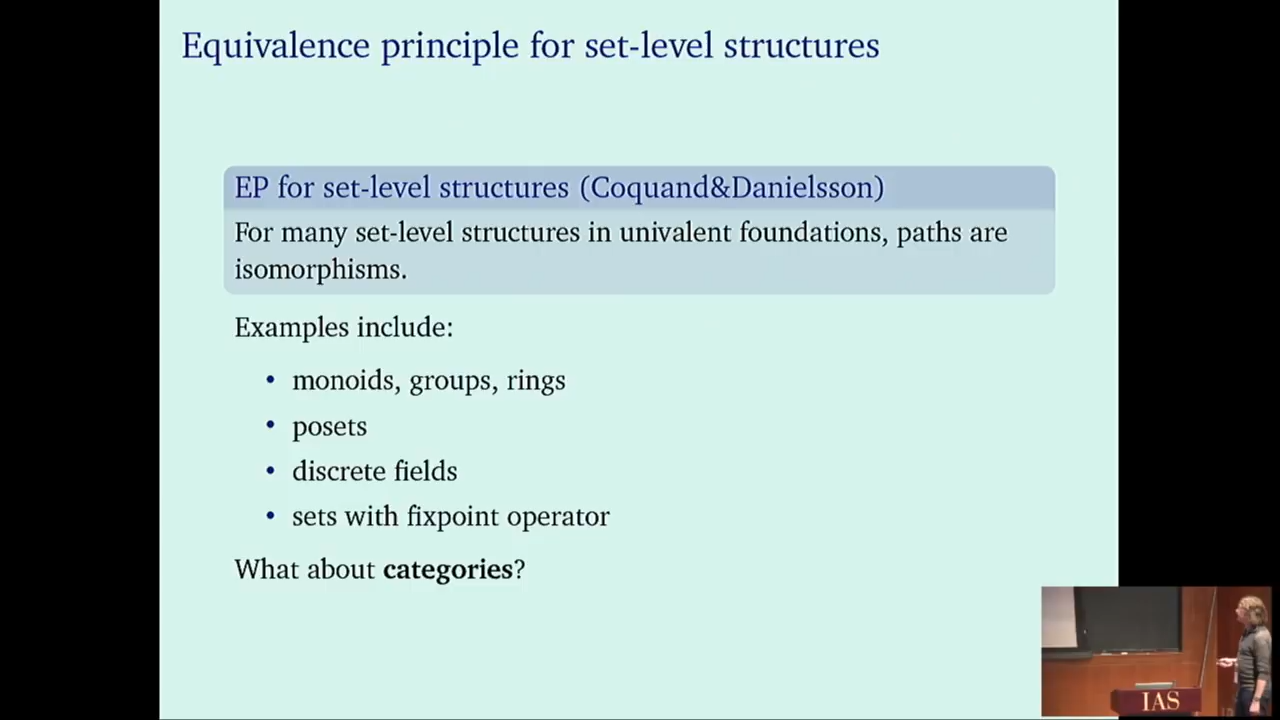 Equivalence principle for set-level structures
EP for set-level structures (Coquand&Danielsson)
For many set-level structures in univalent foundations, paths are
isomorphisms.
Examples include:
• monoids, groups, rings
• posets
• discrete fields
• sets with fixpoint operator
What about categories?
IAS